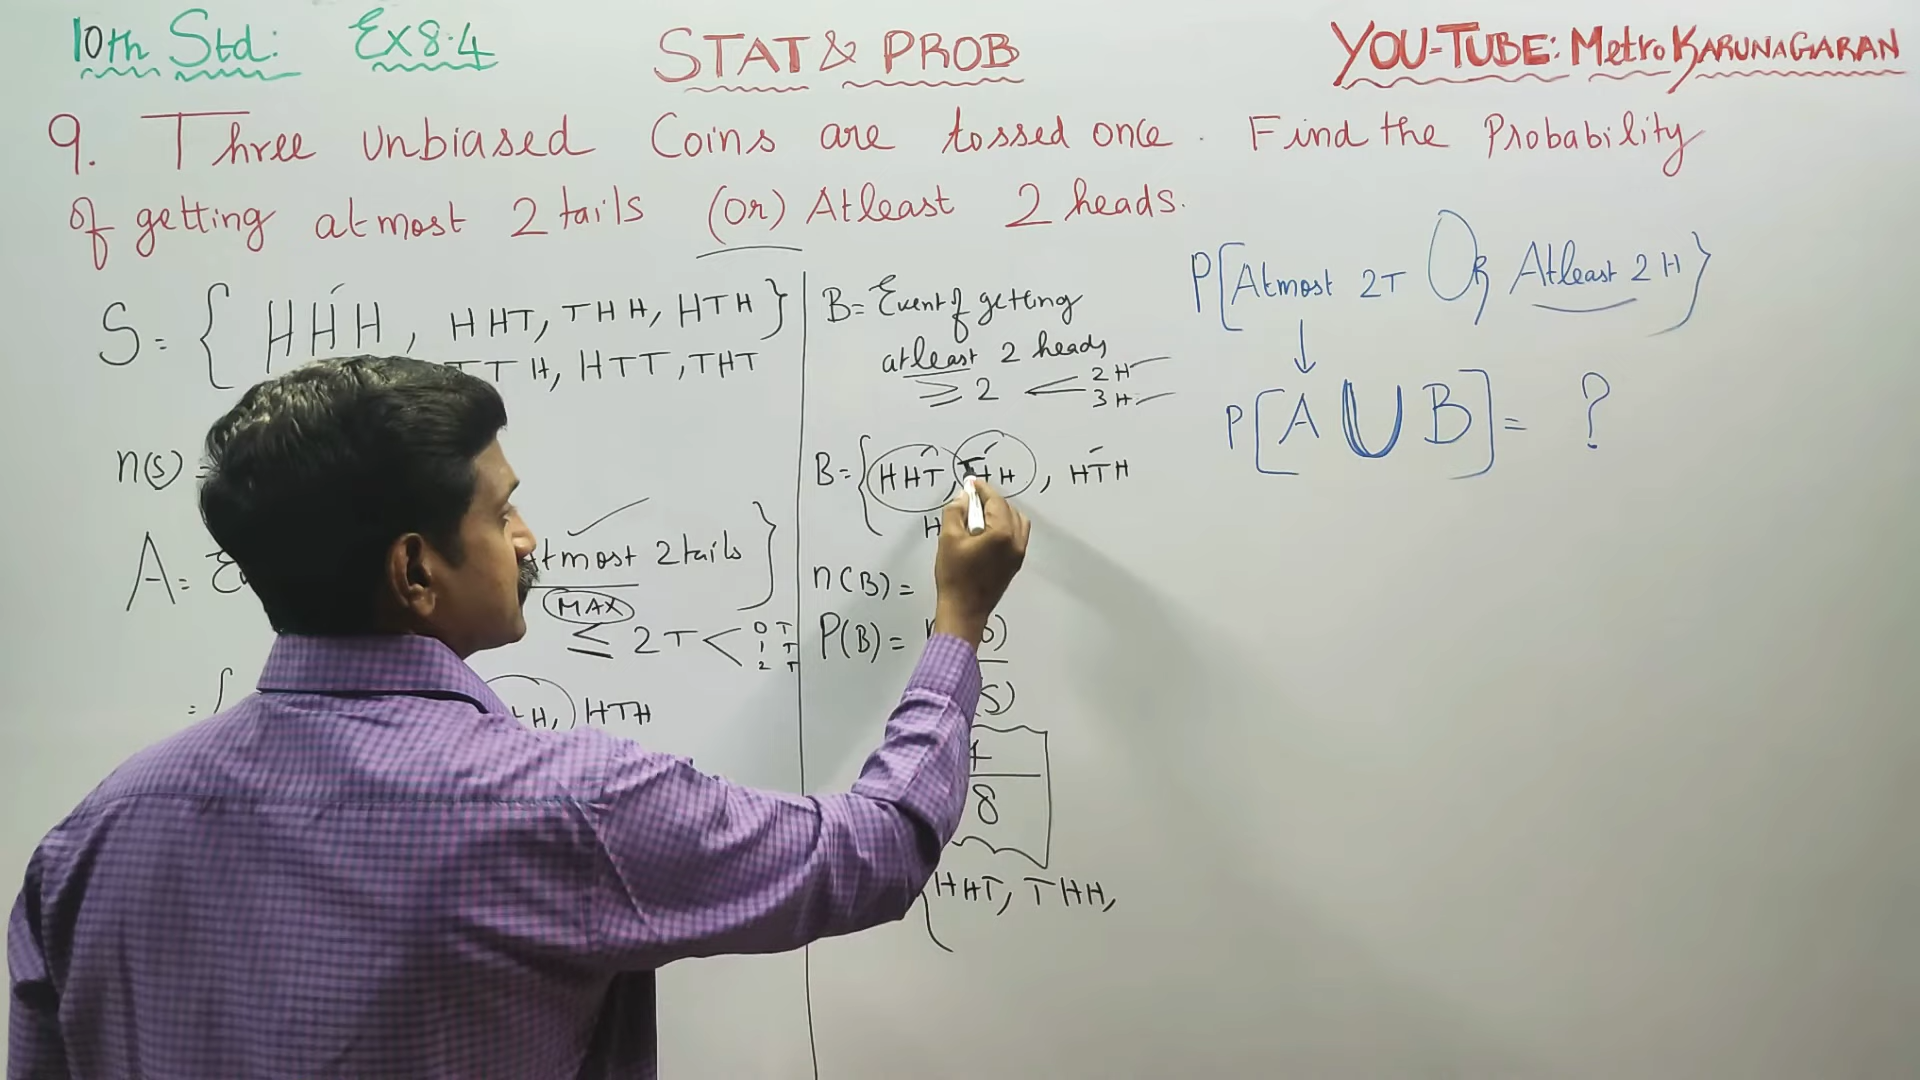 10th Std: Ex 8.4 STAT & PROB YOU-TUBE: Metro KARUNAGARAN
9. Three unbiased Coins are tossed once. Find the Probability
of getting atmost 2 tails (or) Atleast 2 heads.
S = { HHH, HHT, THH, HTH }
TTH, HTT, THT
n(S) =
A =
Atmost 2 tails }
MAX
≤ 2T < 0 T
1 T
2 T
= {
H, HTH
B = Event of getting
atleast 2 heads
≥ 2 < 2H
3H
B = { HHT, THH, HTH
H
n(B) =
P(B) =
8
HHT, THH,
P[Atmost 2T Or Atleast 2H]
P[A ∪ B] = ?